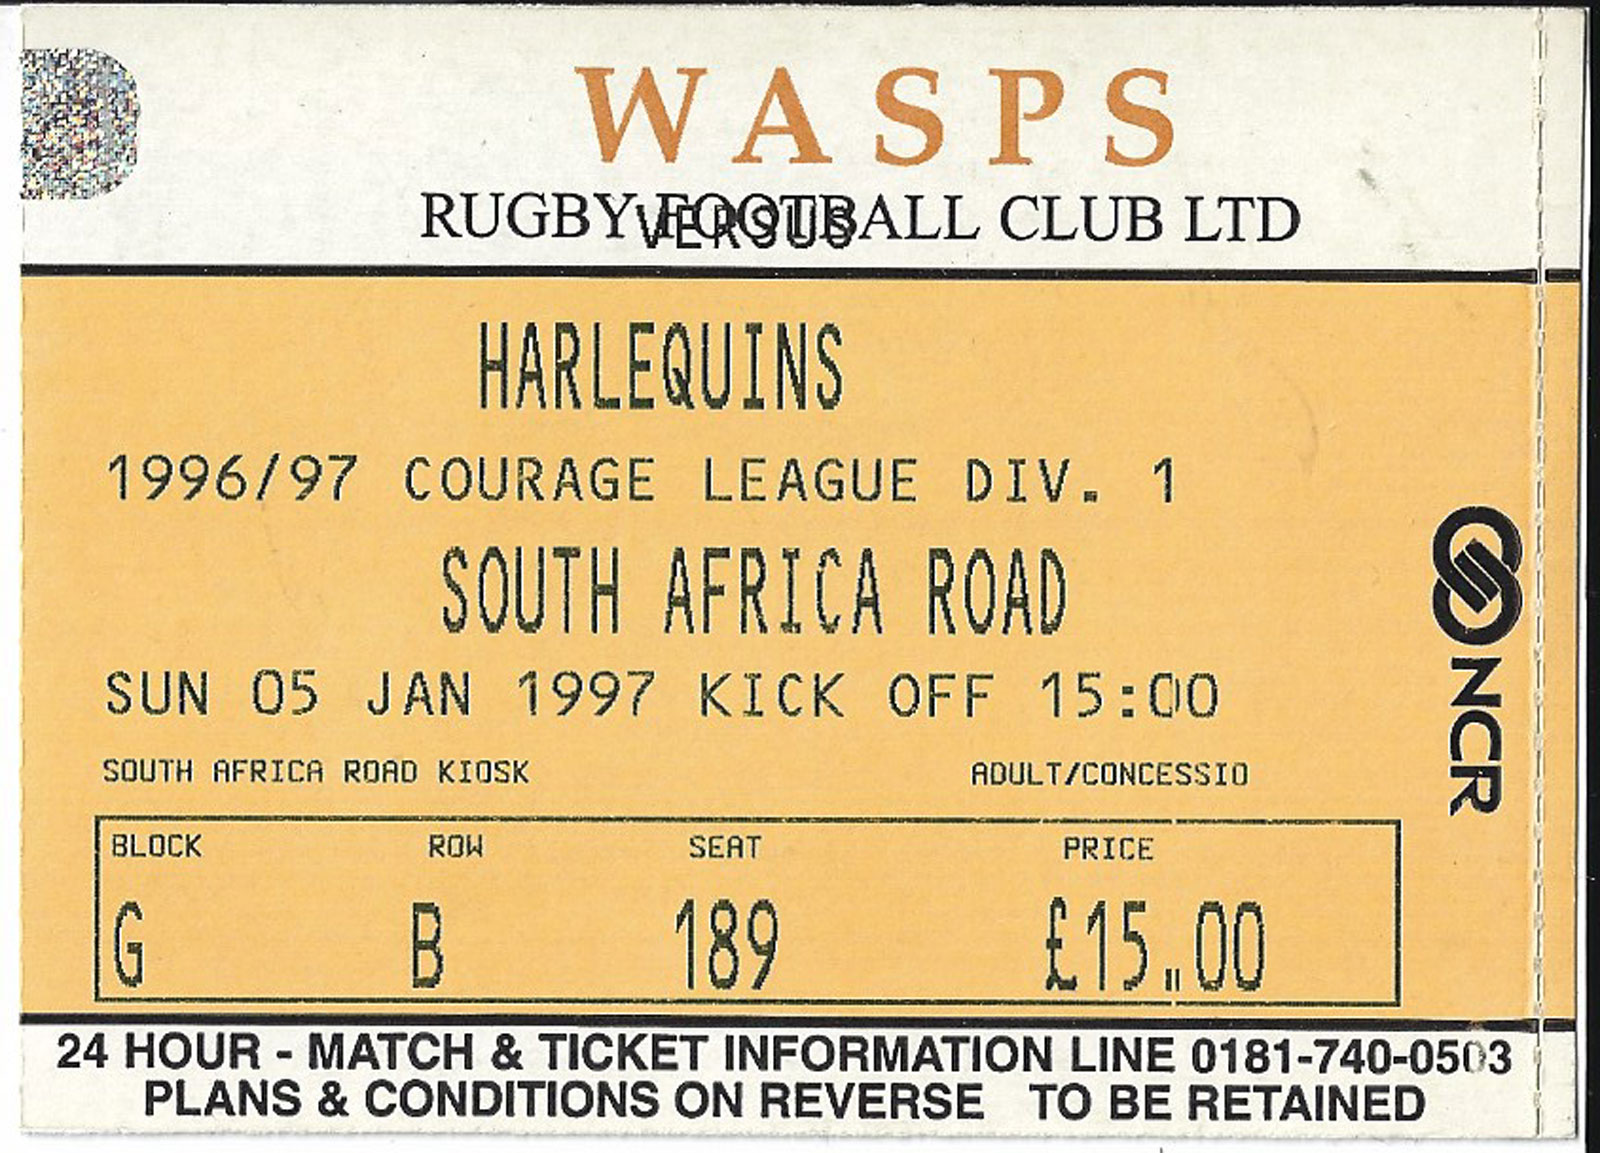 WASPS
RUGBY FOOTBALL CLUB LTD
VERSUS
HARLEQUINS
1996/97 COURAGE LEAGUE DIV. 1
SOUTH AFRICA ROAD
SUN 05 JAN 1997 KICK OFF 15:00
SOUTH AFRICA ROAD KIOSK ADULT/CONCESSIO
BLOCK ROW SEAT PRICE
G B 189 £15.00
NCR
24 HOUR - MATCH & TICKET INFORMATION LINE 0181-740-0503
PLANS & CONDITIONS ON REVERSE TO BE RETAINED